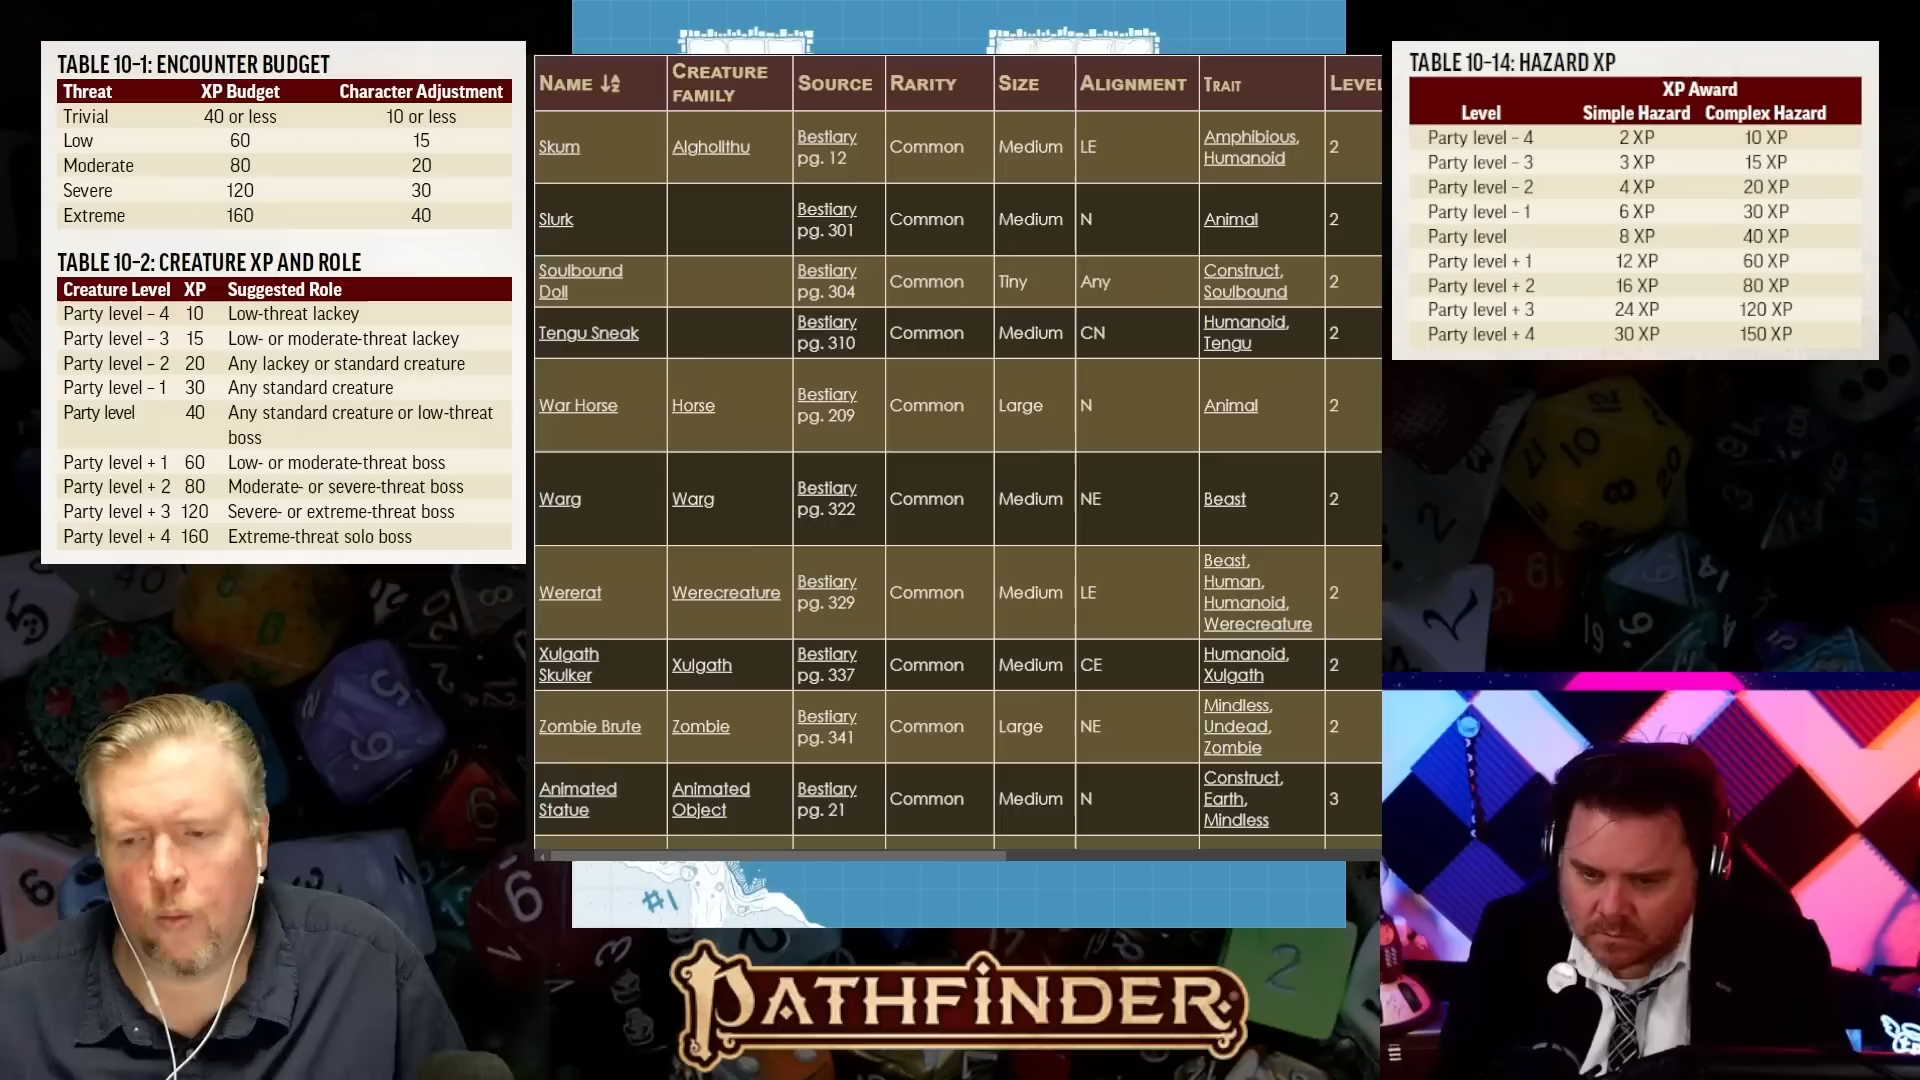 TABLE 10-1: ENCOUNTER BUDGET
Threat XP Budget Character Adjustment
Trivial 40 or less 10 or less
Low 60 15
Moderate 80 20
Severe 120 30
Extreme 160 40
TABLE 10-2: CREATURE XP AND ROLE
Creature Level XP Suggested Role
Party level – 4 10 Low-threat lackey
Party level – 3 15 Low- or moderate-threat lackey
Party level – 2 20 Any lackey or standard creature
Party level – 1 30 Any standard creature
Party level 40 Any standard creature or low-threat
boss
Party level + 1 60 Low- or moderate-threat boss
Party level + 2 80 Moderate- or severe-threat boss
Party level + 3 120 Severe- or extreme-threat boss
Party level + 4 160 Extreme-threat solo boss
NAME CREATURE FAMILY SOURCE RARITY SIZE ALIGNMENT TRAIT LEVEL
Skum Alghollthu Bestiary pg. 12 Common Medium LE Amphibious, Humanoid 2
Slurk Bestiary pg. 301 Common Medium N Animal 2
Soulbound Doll Bestiary pg. 304 Common Tiny Any Construct, Soulbound 2
Tengu Sneak Bestiary pg. 310 Common Medium CN Humanoid, Tengu 2
War Horse Horse Bestiary pg. 209 Common Large N Animal 2
Warg Warg Bestiary pg. 322 Common Medium NE Beast 2
Wererat Werecreature Bestiary pg. 329 Common Medium LE Beast, Human, Humanoid, Werecreature 2
Xulgath Skulker Xulgath Bestiary pg. 337 Common Medium CE Humanoid, Xulgath 2
Zombie Brute Zombie Bestiary pg. 341 Common Large NE Mindless, Undead, Zombie 2
Animated Statue Animated Object Bestiary pg. 21 Common Medium N Construct, Earth, Mindless 3
#1
PATHFINDER
TABLE 10-14: HAZARD XP
XP Award
Level Simple Hazard Complex Hazard
Party level – 4 2 XP 10 XP
Party level – 3 3 XP 15 XP
Party level – 2 4 XP 20 XP
Party level – 1 6 XP 30 XP
Party level 8 XP 40 XP
Party level + 1 12 XP 60 XP
Party level + 2 16 XP 80 XP
Party level + 3 24 XP 120 XP
Party level + 4 30 XP 150 XP